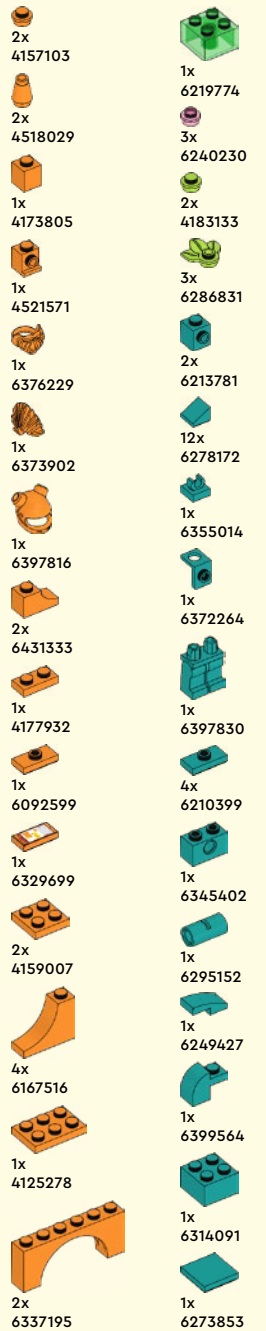 2x
4157103
2x
4518029
1x
4173805
1x
4521571
1x
6376229
1x
6373902
1x
6397816
2x
6431333
1x
4177932
1x
6092599
1x
6329699
2x
4159007
4x
6167516
1x
4125278
2x
6337195
1x
6219774
3x
6240230
2x
4183133
3x
6286831
2x
6213781
12x
6278172
1x
6355014
1x
6372264
1x
6397830
4x
6210399
1x
6345402
1x
6295152
1x
6249427
1x
6399564
1x
6314091
1x
6273853